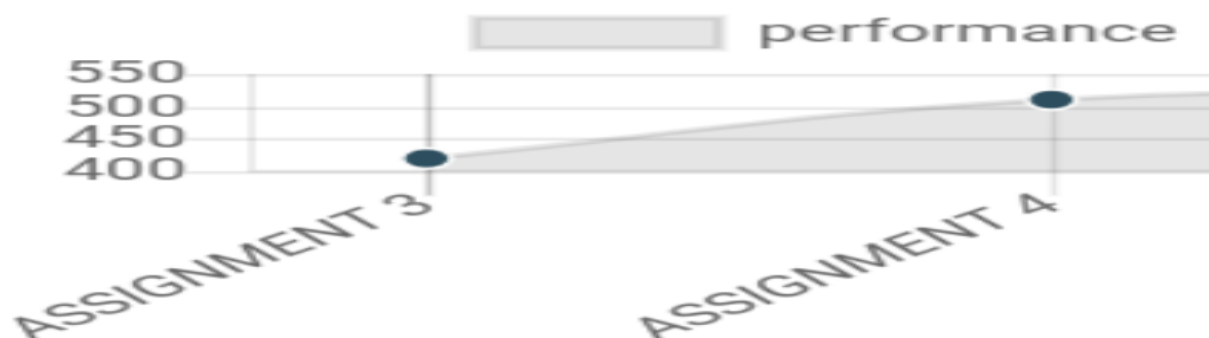 performance
550
500
450
400
ASSIGNMENT 3
ASSIGNMENT 4